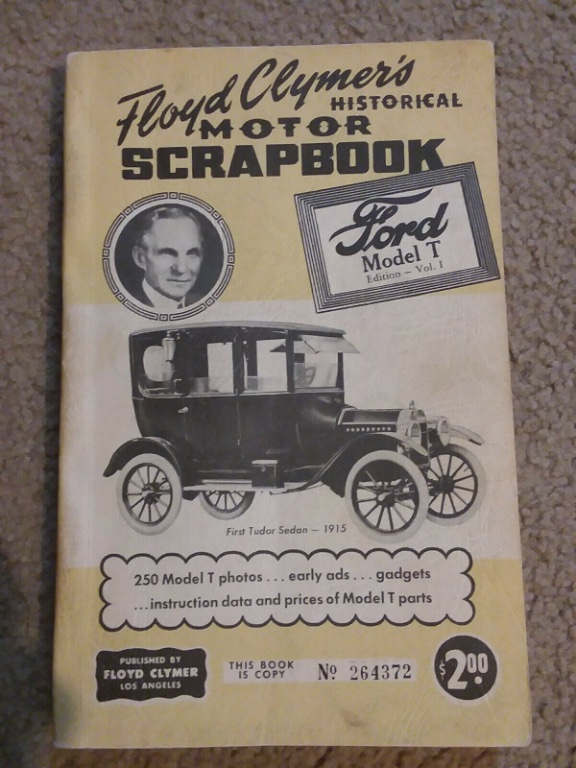 Floyd Clymer's
HISTORICAL
MOTOR
SCRAPBOOK
Ford
Model T
Edition — Vol. I
First Tudor Sedan — 1915
250 Model T photos . . . early ads . . . gadgets
. . . instruction data and prices of Model T parts
PUBLISHED BY
FLOYD CLYMER
LOS ANGELES
THIS BOOK
IS COPY
No 264372
$2.00